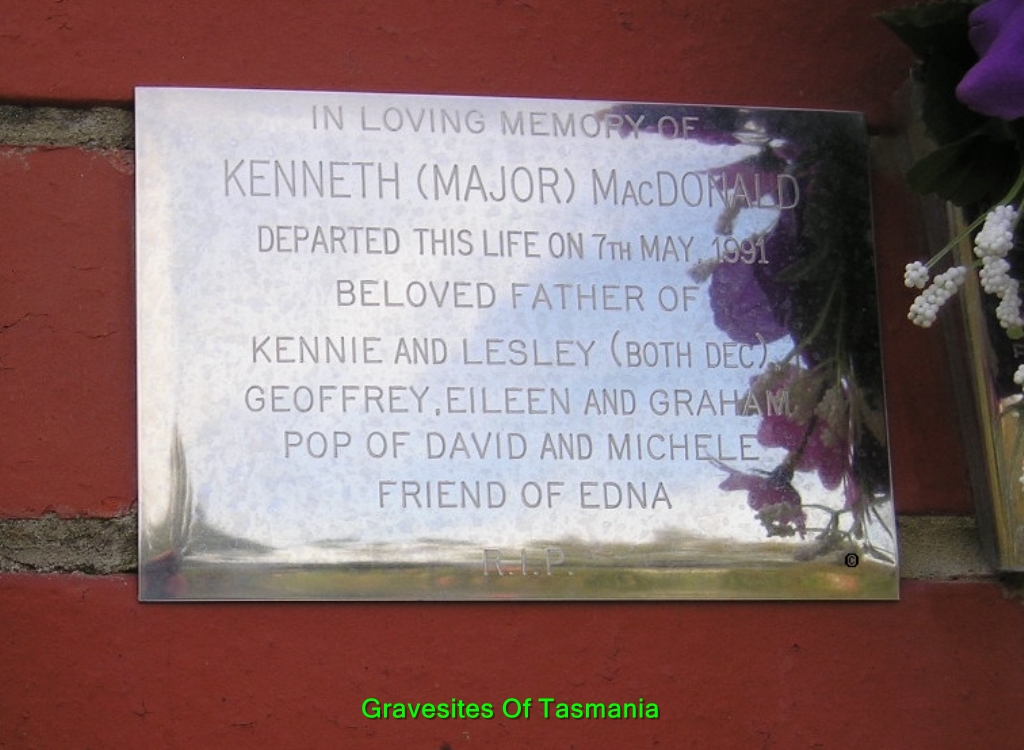 IN LOVING MEMORY OF
KENNETH (MAJOR) MacDONALD
DEPARTED THIS LIFE ON 7TH MAY, 1991
BELOVED FATHER OF
KENNIE AND LESLEY (BOTH DEC),
GEOFFREY, EILEEN AND GRAHAM.
POP OF DAVID AND MICHELE
FRIEND OF EDNA
R.I.P.
©
Gravesites Of Tasmania